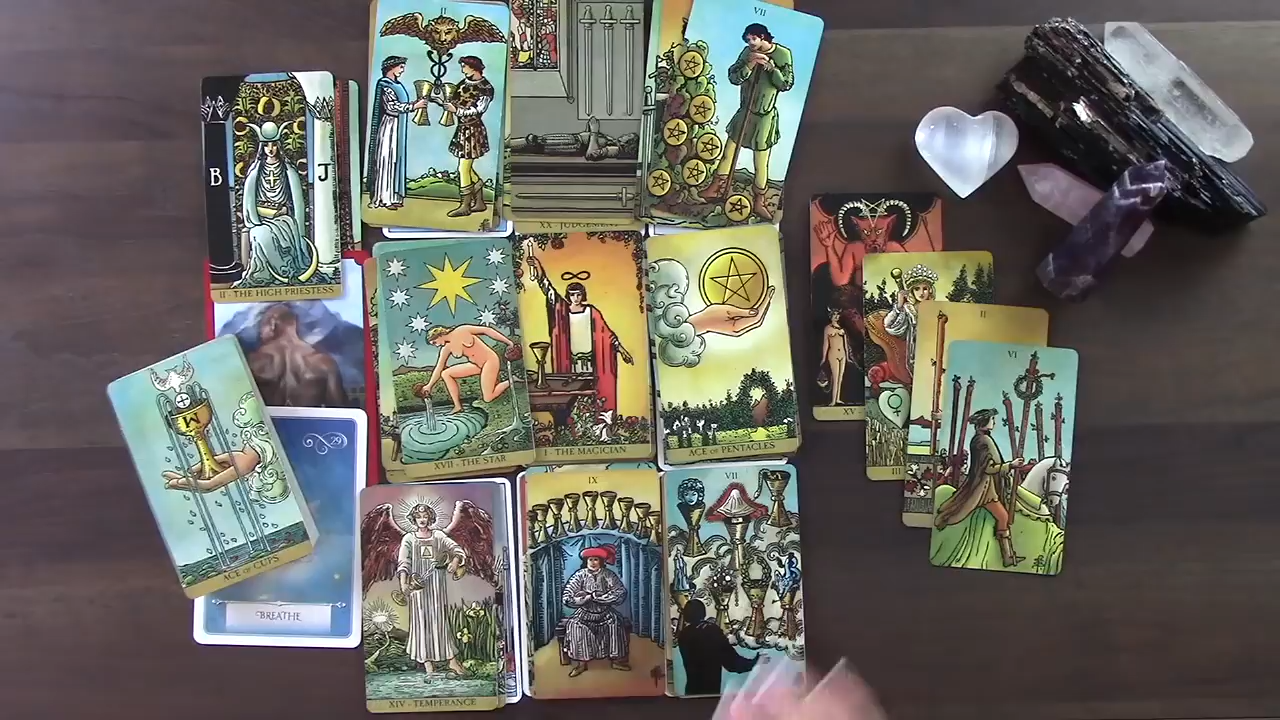 II
VII
B J
II - THE HIGH PRIESTESS
XX - JUDGEMENT
29
XVII - THE STAR
I - THE MAGICIAN
ACE OF PENTACLES
XV -
III
II
VI
ACE OF CUPS
BREATHE
IX
VII
XIV - TEMPERANCE